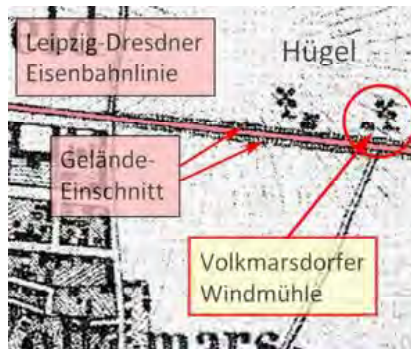 Leipzig-Dresdner
Eisenbahnlinie
Hügel
Gelände-
Einschnitt
Volkmarsdorfer
Windmühle